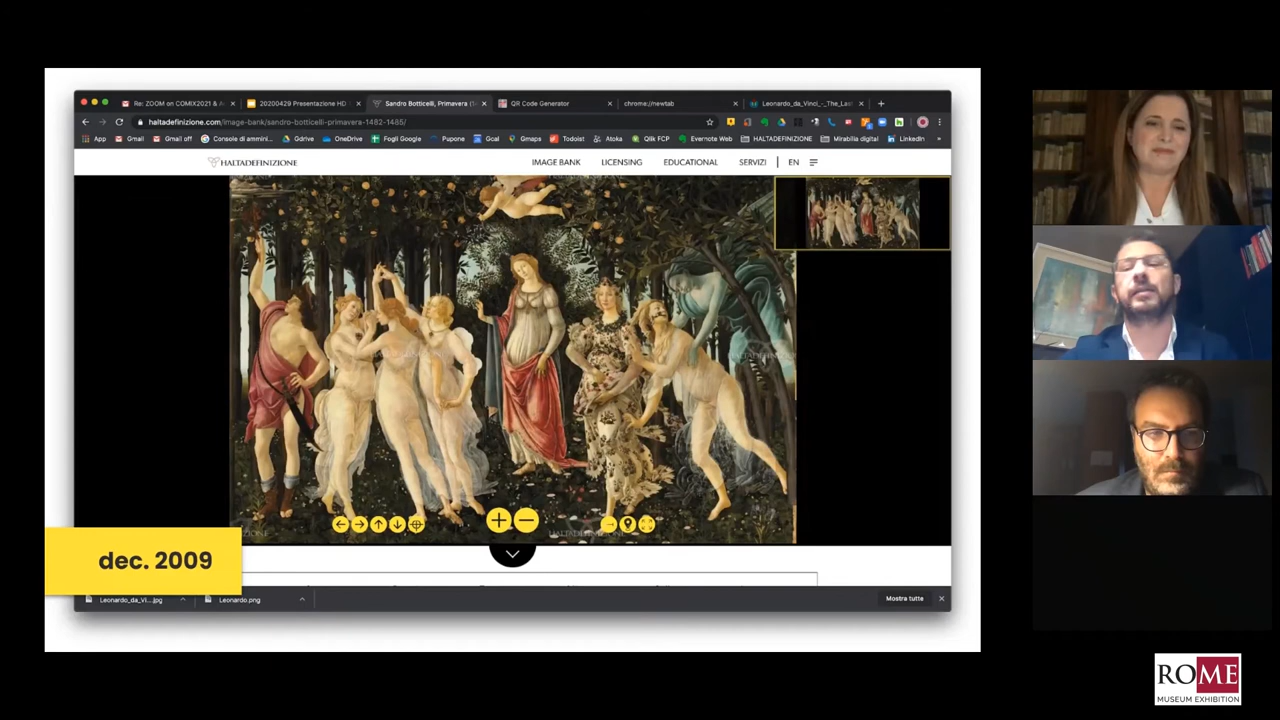 Re: ZOOM on COMIX2021 & A
20200429 Presentazione HD
Sandro Botticelli, Primavera (1
QR Code Generator
chrome://newtab
Leonardo_da_Vinci_-_The_Las
haltadefinizione.com/image-bank/sandro-botticelli-primavera-1482-1485/
App
Gmail
Gmail off
Console di ammini...
Gdrive
OneDrive
Fogli Google
Pupone
Gcal
Gmaps
Todoist
Atoka
Qlik FCP
Evernote Web
HALTADEFINIZIONE
Mirabilia digital
LinkedIn
HALTADEFINIZIONE
IMAGE BANK
LICENSING
EDUCATIONAL
SERVIZI
EN
dec. 2009
Leonardo_da_Vi....jpg
Leonardo.png
Mostra tutte
ROME
MUSEUM EXHIBITION